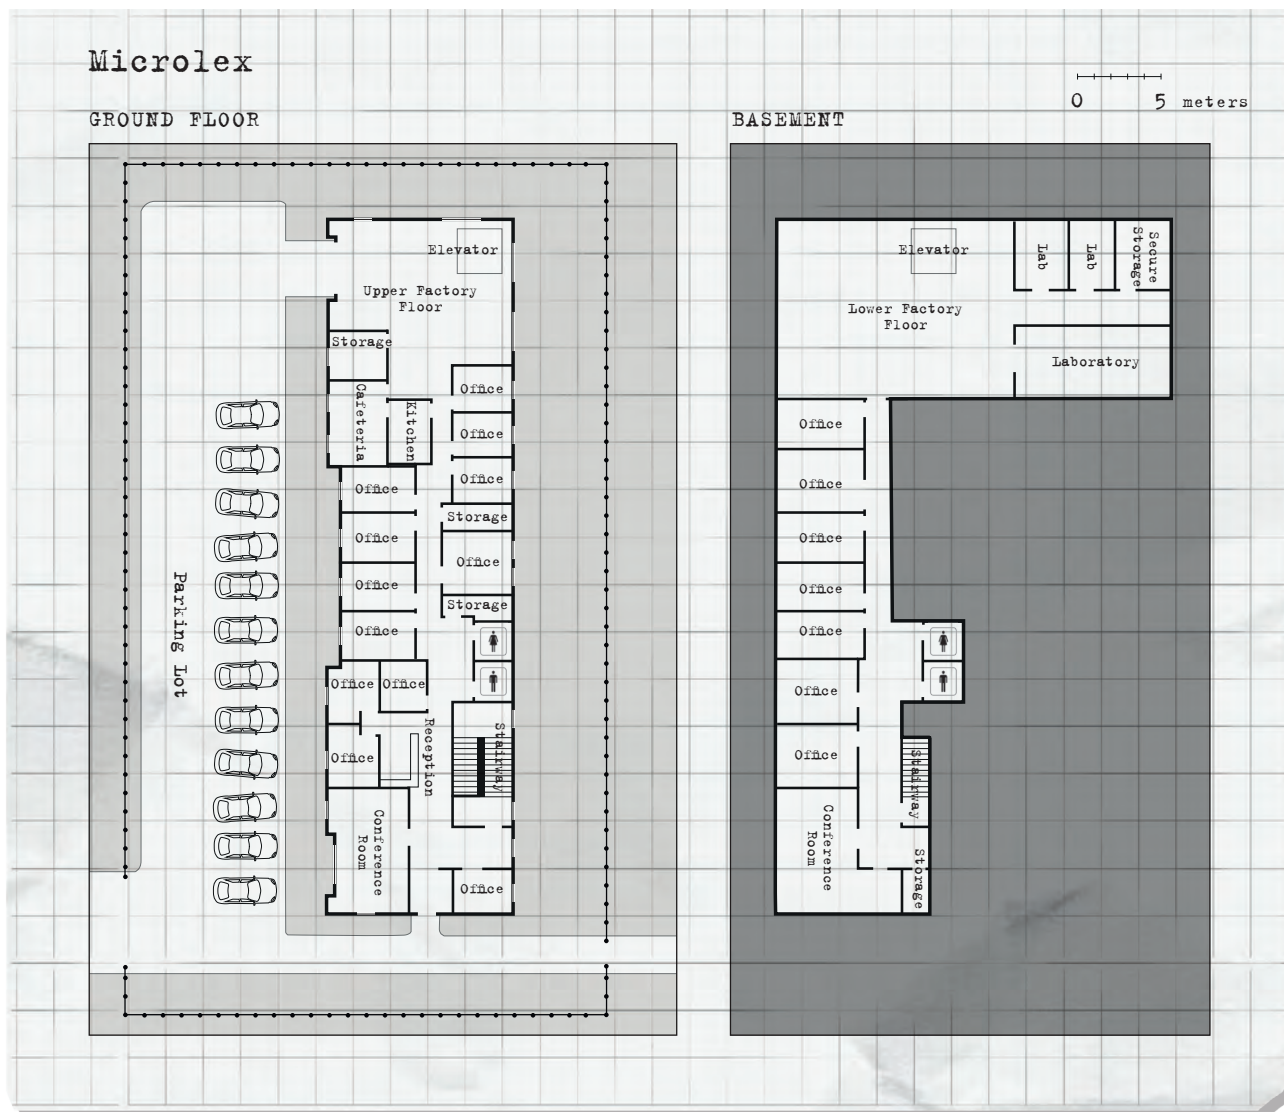 Microlex
0 5 meters
GROUND FLOOR
BASEMENT
Elevator
Upper Factory
Floor
Storage
Cafeteria
Kitchen
Office
Office
Office
Office
Storage
Office
Office
Office
Storage
Office
Office
Office
Parking Lot
Reception
Stairway
Office
Conference
Room
Office
Elevator
Lab
Lab
Secure
Storage
Lower Factory
Floor
Laboratory
Office
Office
Office
Office
Office
Office
Office
Stairway
Conference
Room
Storage